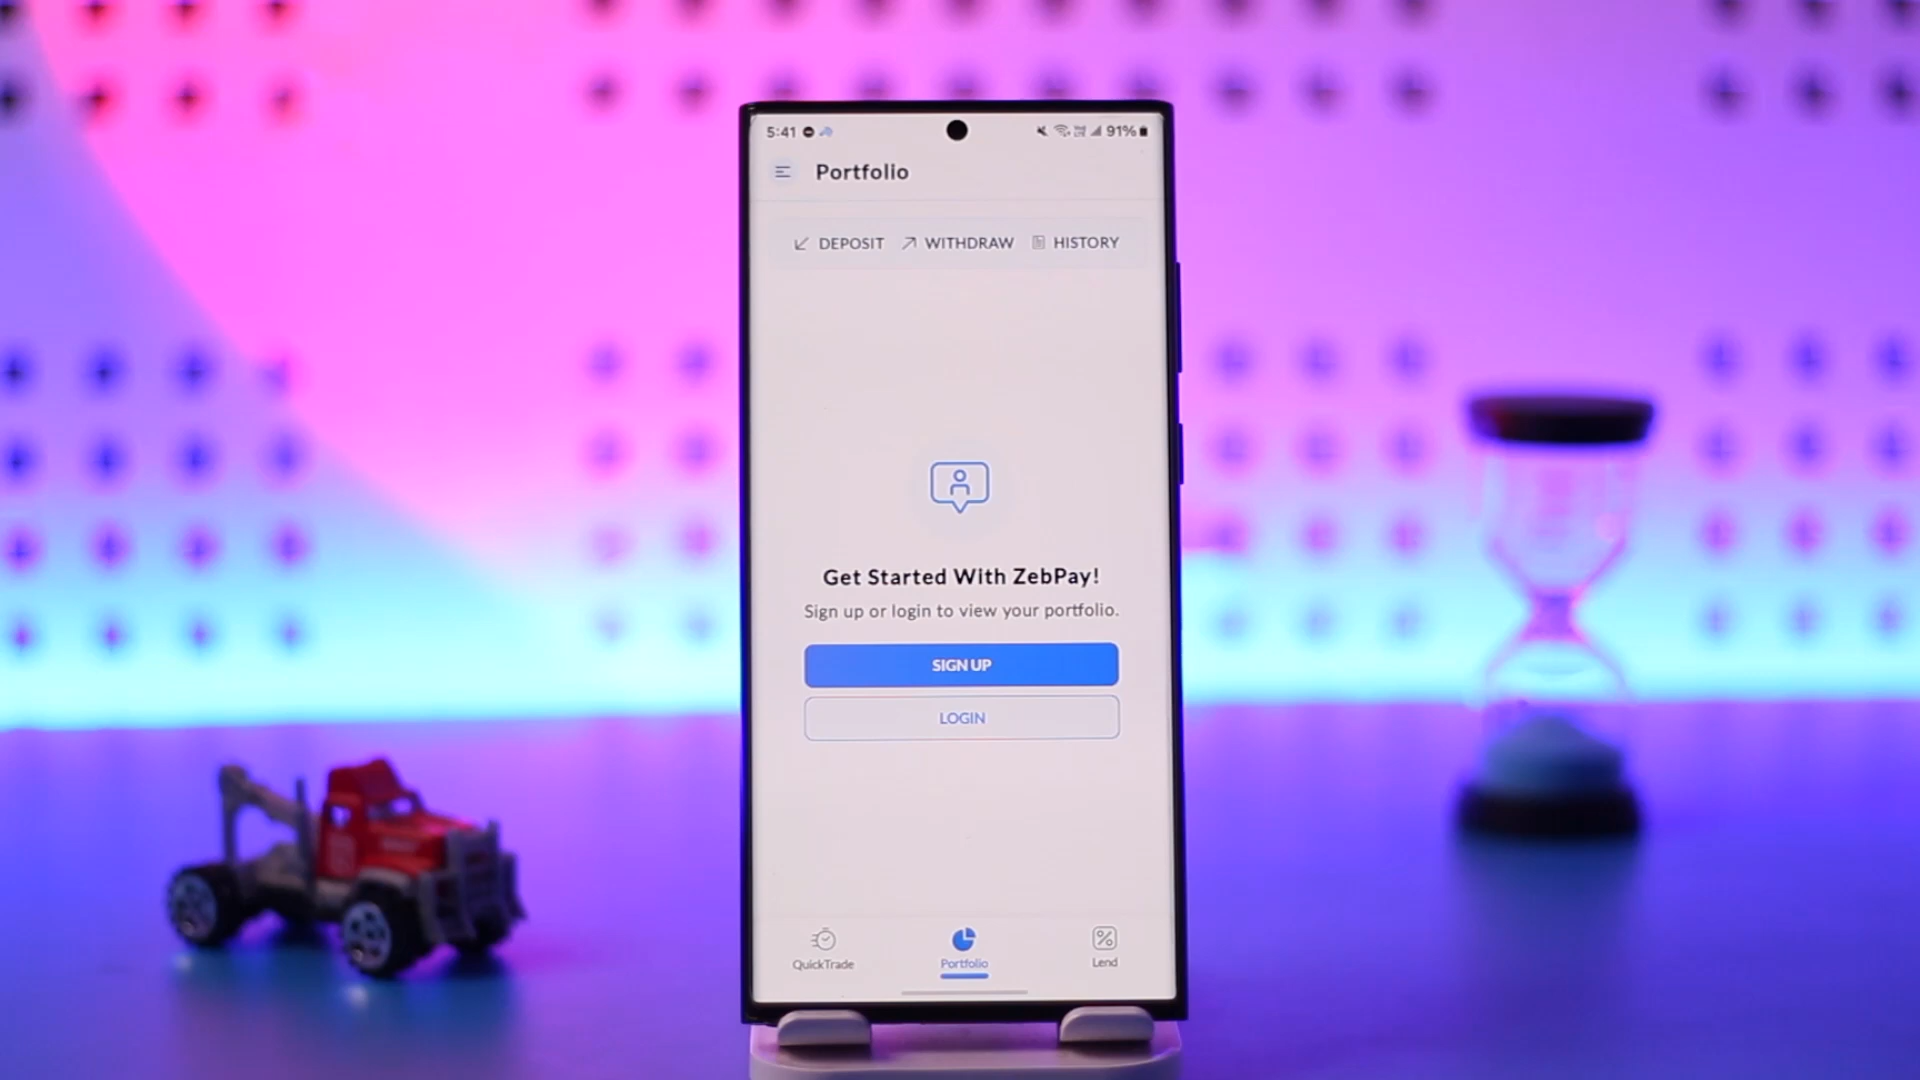 5:41 91%
Portfolio
DEPOSIT WITHDRAW HISTORY
Get Started With ZebPay!
Sign up or login to view your portfolio.
SIGN UP
LOGIN
QuickTrade Portfolio Lend